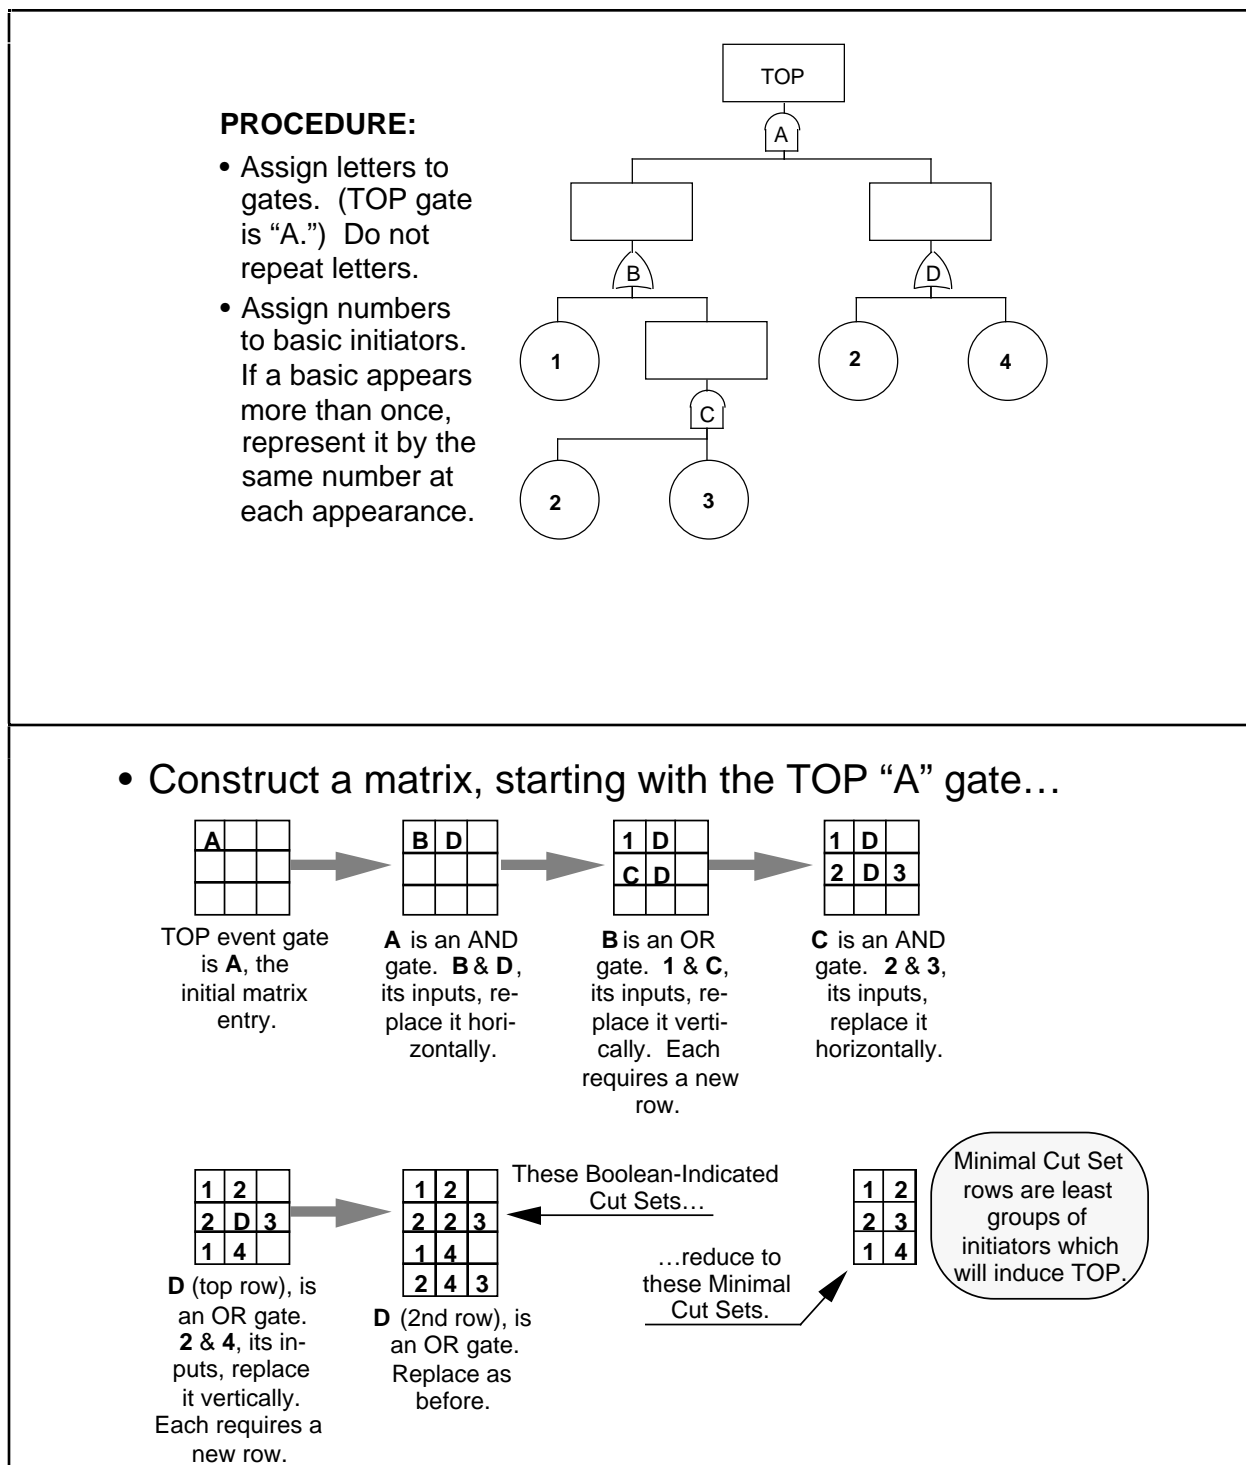 PROCEDURE:
• Assign letters to
gates.  (TOP gate
is “A.”)  Do not
repeat letters.
• Assign numbers
to basic initiators.
If a basic appears
more than once,
represent it by the
same number at
each appearance.
TOP
A
B
D
1
2
4
C
2
3
• Construct a matrix, starting with the TOP “A” gate…
A
TOP event gate
is A, the
initial matrix
entry.
B D
A is an AND
gate.  B & D,
its inputs, re-
place it hori-
zontally.
1 D
C D
B is an OR
gate.  1 & C,
its inputs, re-
place it verti-
cally.  Each
requires a new
row.
1 D
2 D 3
C is an AND
gate.  2 & 3,
its inputs,
replace it
horizontally.
1 2
2 D 3
1 4
D (top row), is
an OR gate.
2 & 4, its in-
puts, replace
it vertically.
Each requires a
new row.
1 2
2 2 3
1 4
2 4 3
D (2nd row), is
an OR gate.
Replace as
before.
These Boolean-Indicated
Cut Sets…
…reduce to
these Minimal
Cut Sets.
1 2
2 3
1 4
Minimal Cut Set
rows are least
groups of
initiators which
will induce TOP.